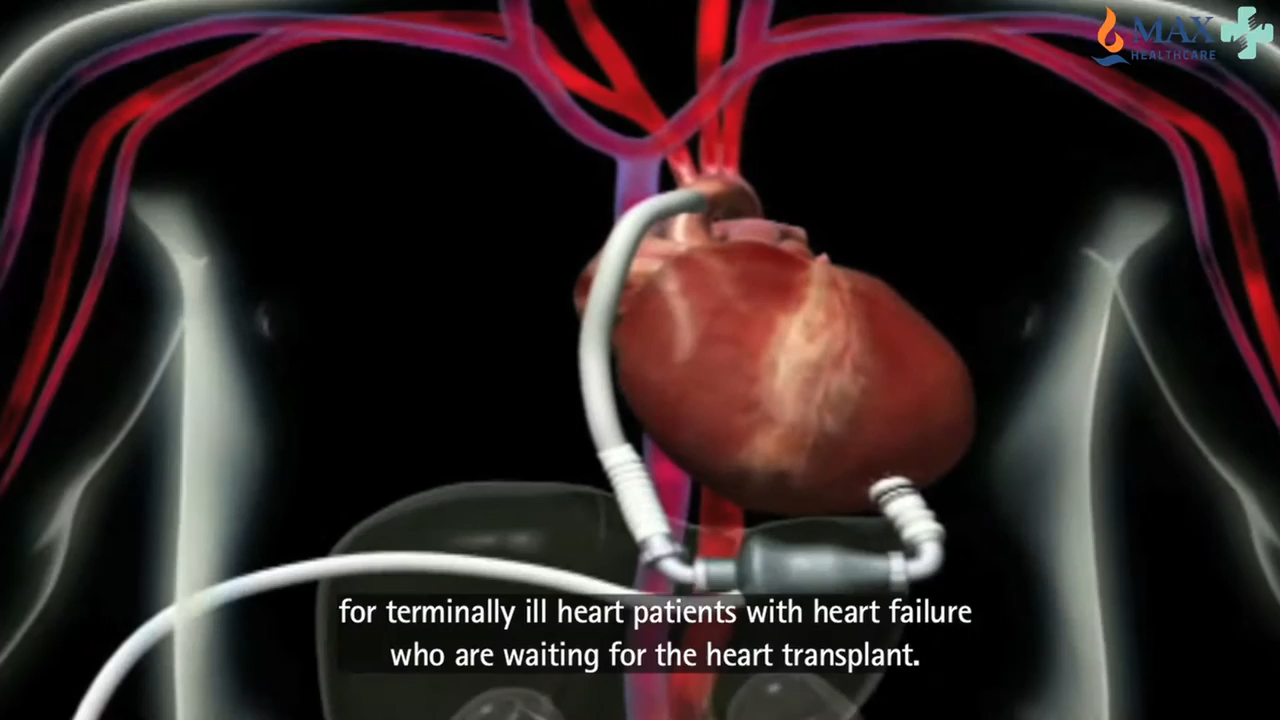 MAX
HEALTHCARE
for terminally ill heart patients with heart failure
who are waiting for the heart transplant.